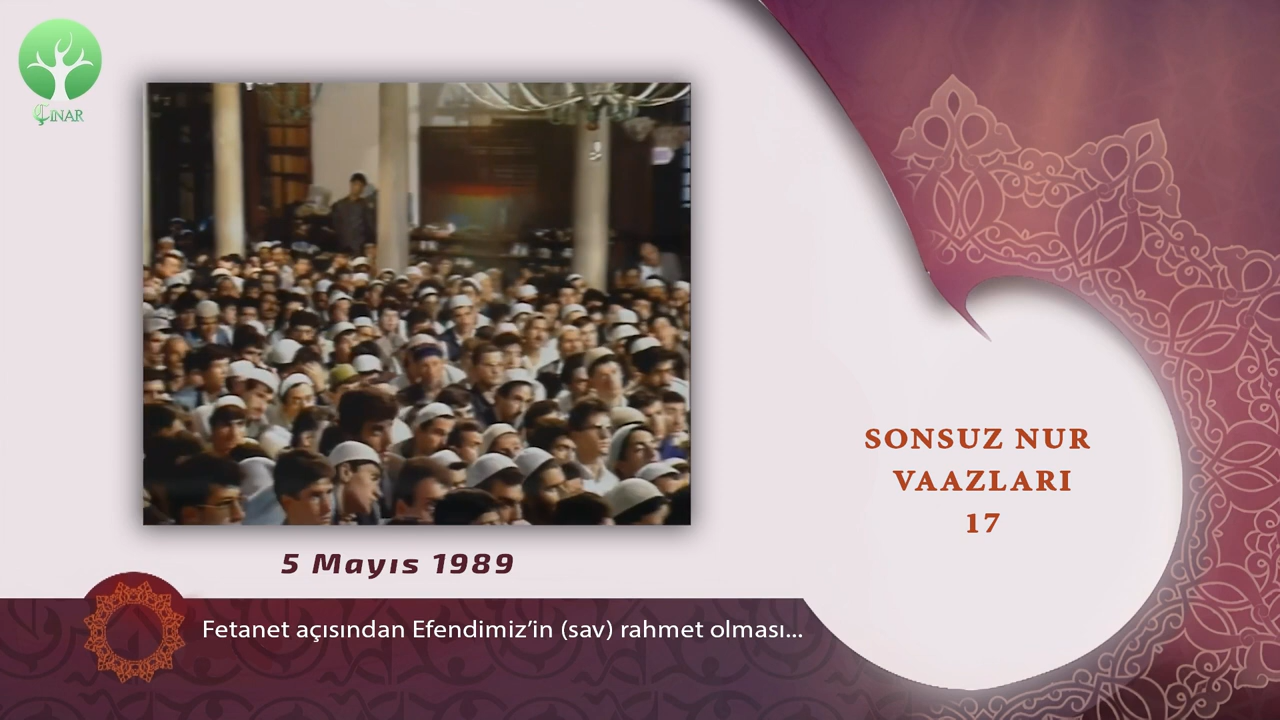 ÇINAR
SONSUZ NUR
VAAZLARI
17
5 Mayıs 1989
Fetanet açısından Efendimiz’in (sav) rahmet olması...